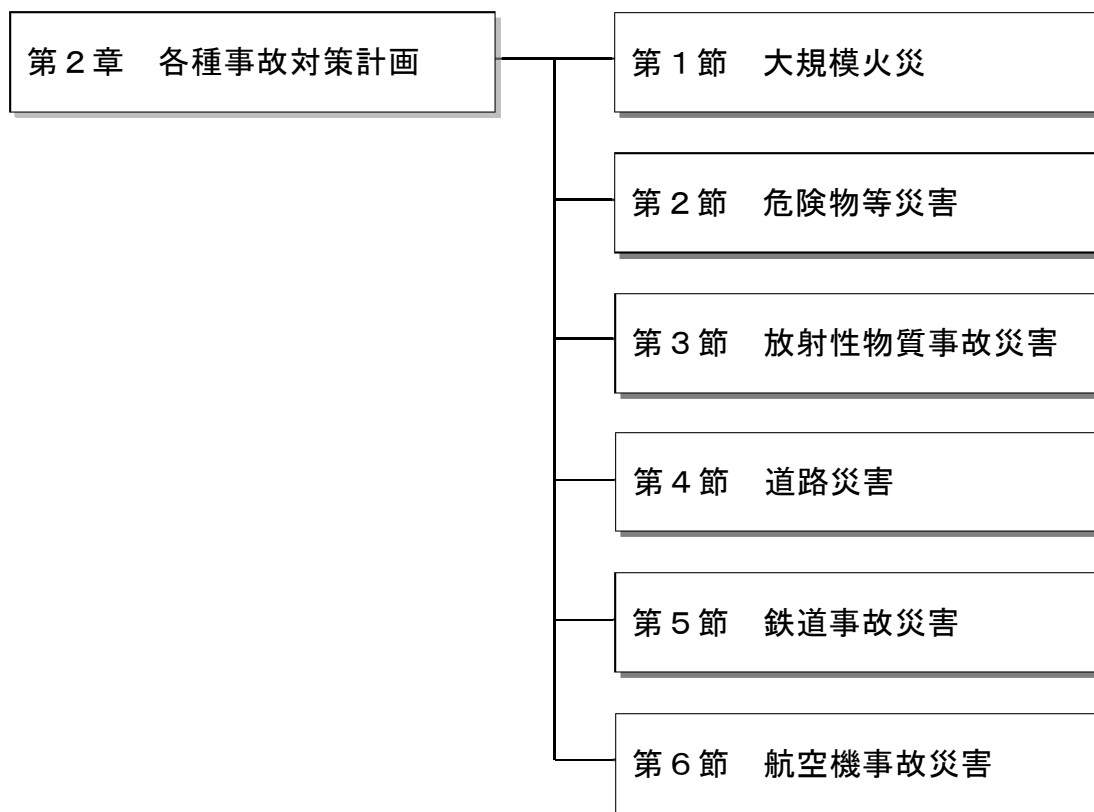 第２章　各種事故対策計画
第１節　大規模火災
第２節　危険物等災害
第３節　放射性物質事故災害
第４節　道路災害
第５節　鉄道事故災害
第６節　航空機事故災害